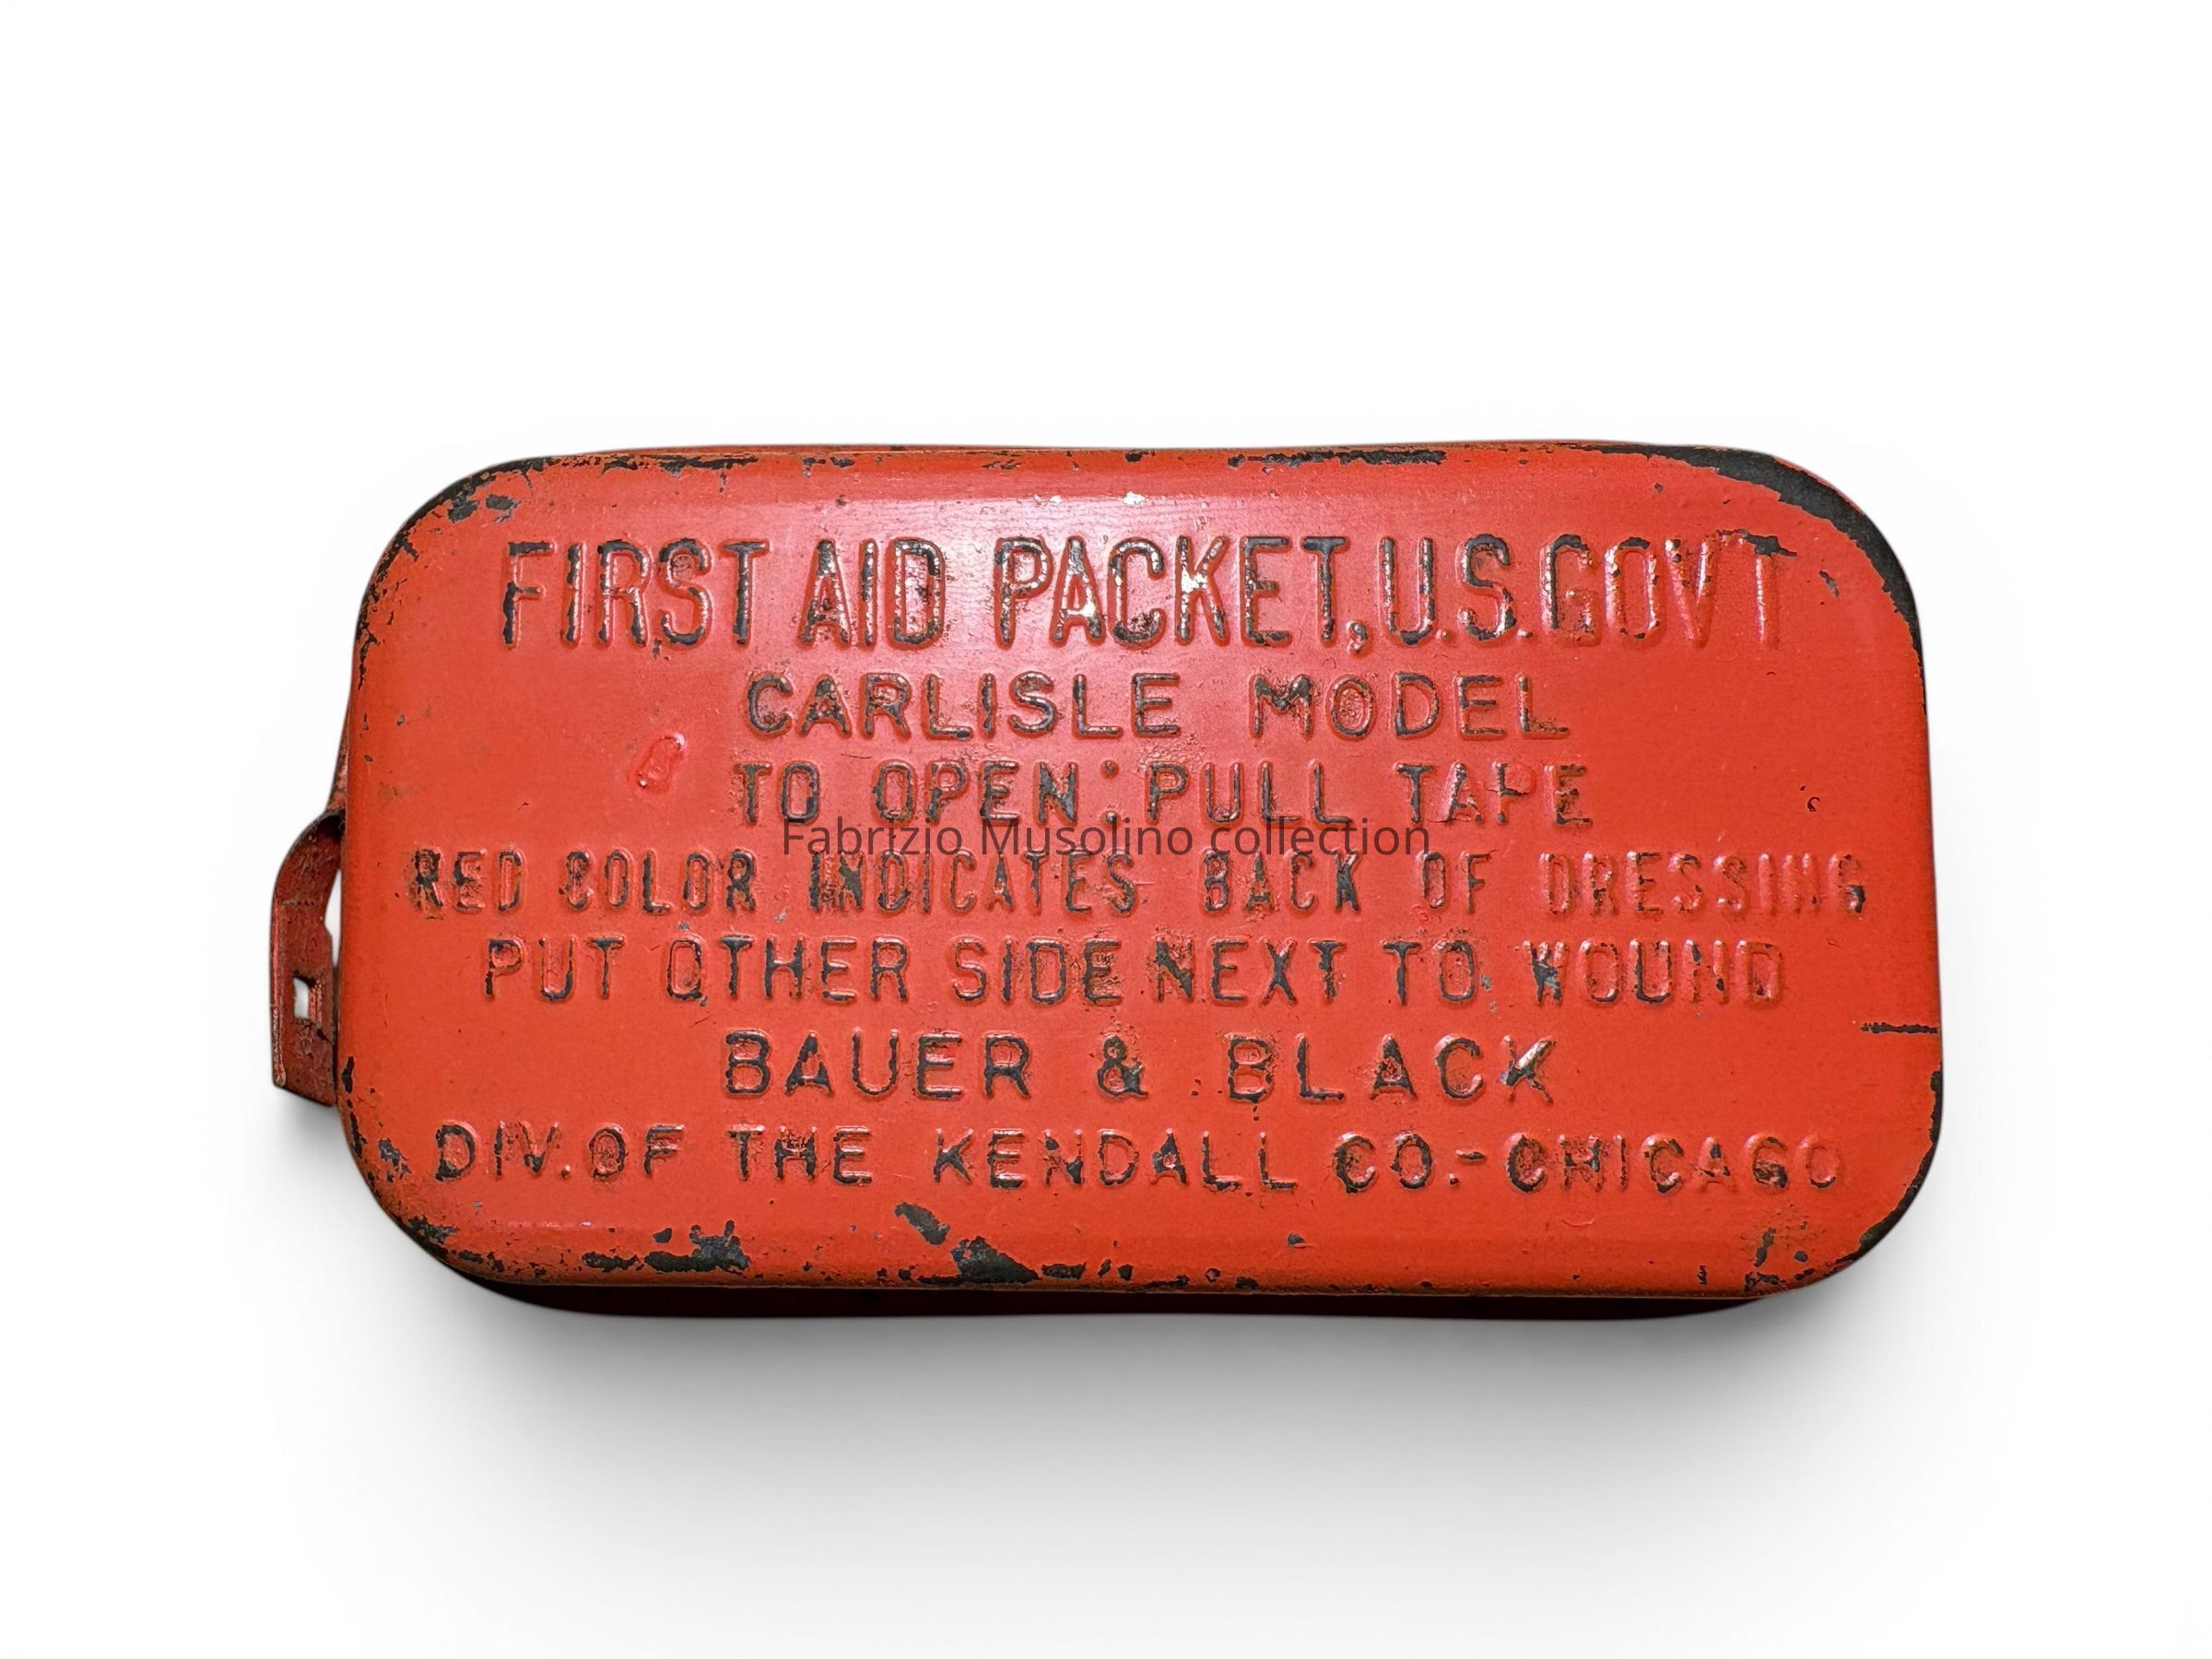 FIRST AID PACKET, U.S. GOV'T
CARLISLE MODEL
TO OPEN: PULL TAPE
Fabrizio Musolino collection
RED COLOR INDICATES BACK OF DRESSING
PUT OTHER SIDE NEXT TO WOUND
BAUER & BLACK
DIV. OF THE KENDALL CO.-CHICAGO